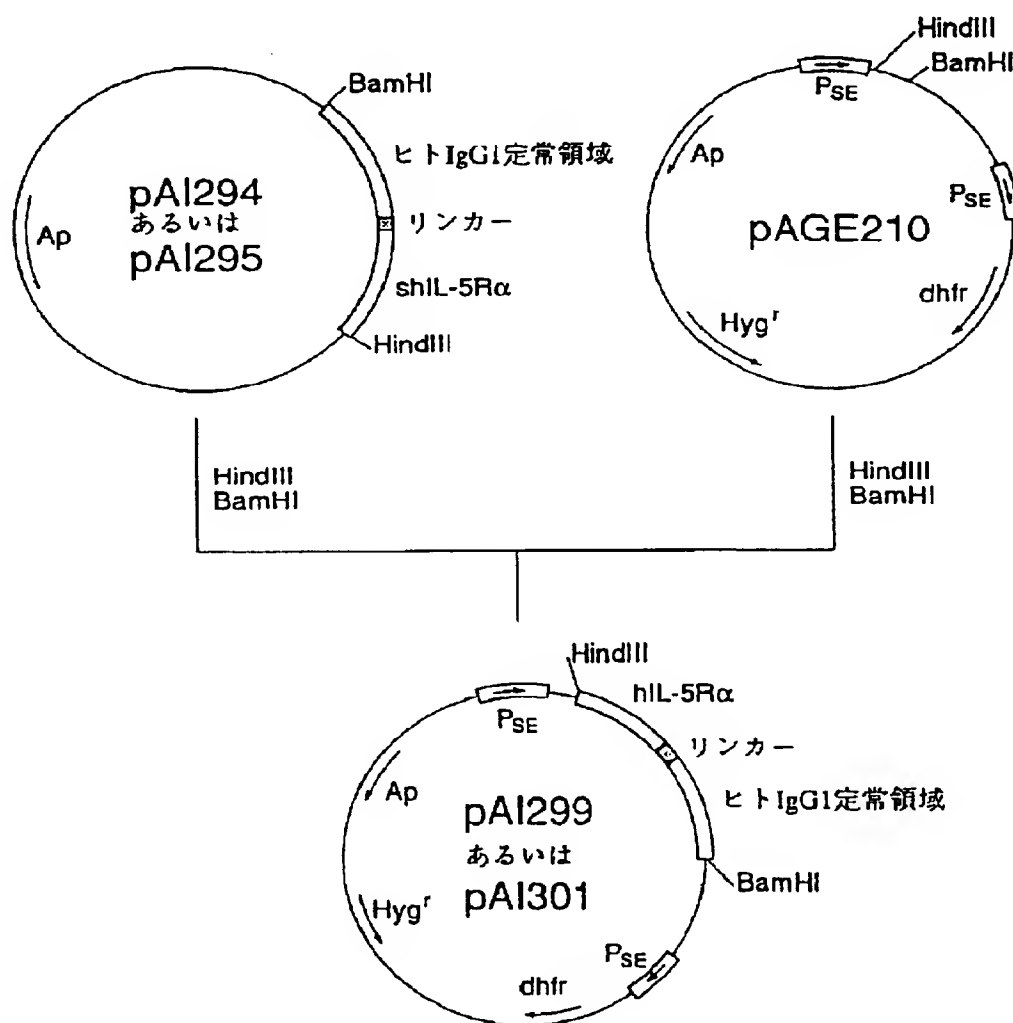 BamHI
ヒトIgG1定常領域
リンカー
shIL-5Rα
HindIII
Ap
pAI294
あるいは
pAI295
HindIII
BamHI
PSE
Ap
PSE
pAGE210
dhfr
Hygr
HindIII
BamHI
HindIII
BamHI
HindIII
hIL-5Rα
PSE
リンカー
Ap
ヒトIgG1定常領域
pAI299
あるいは
pAI301
BamHI
Hygr
PSE
dhfr